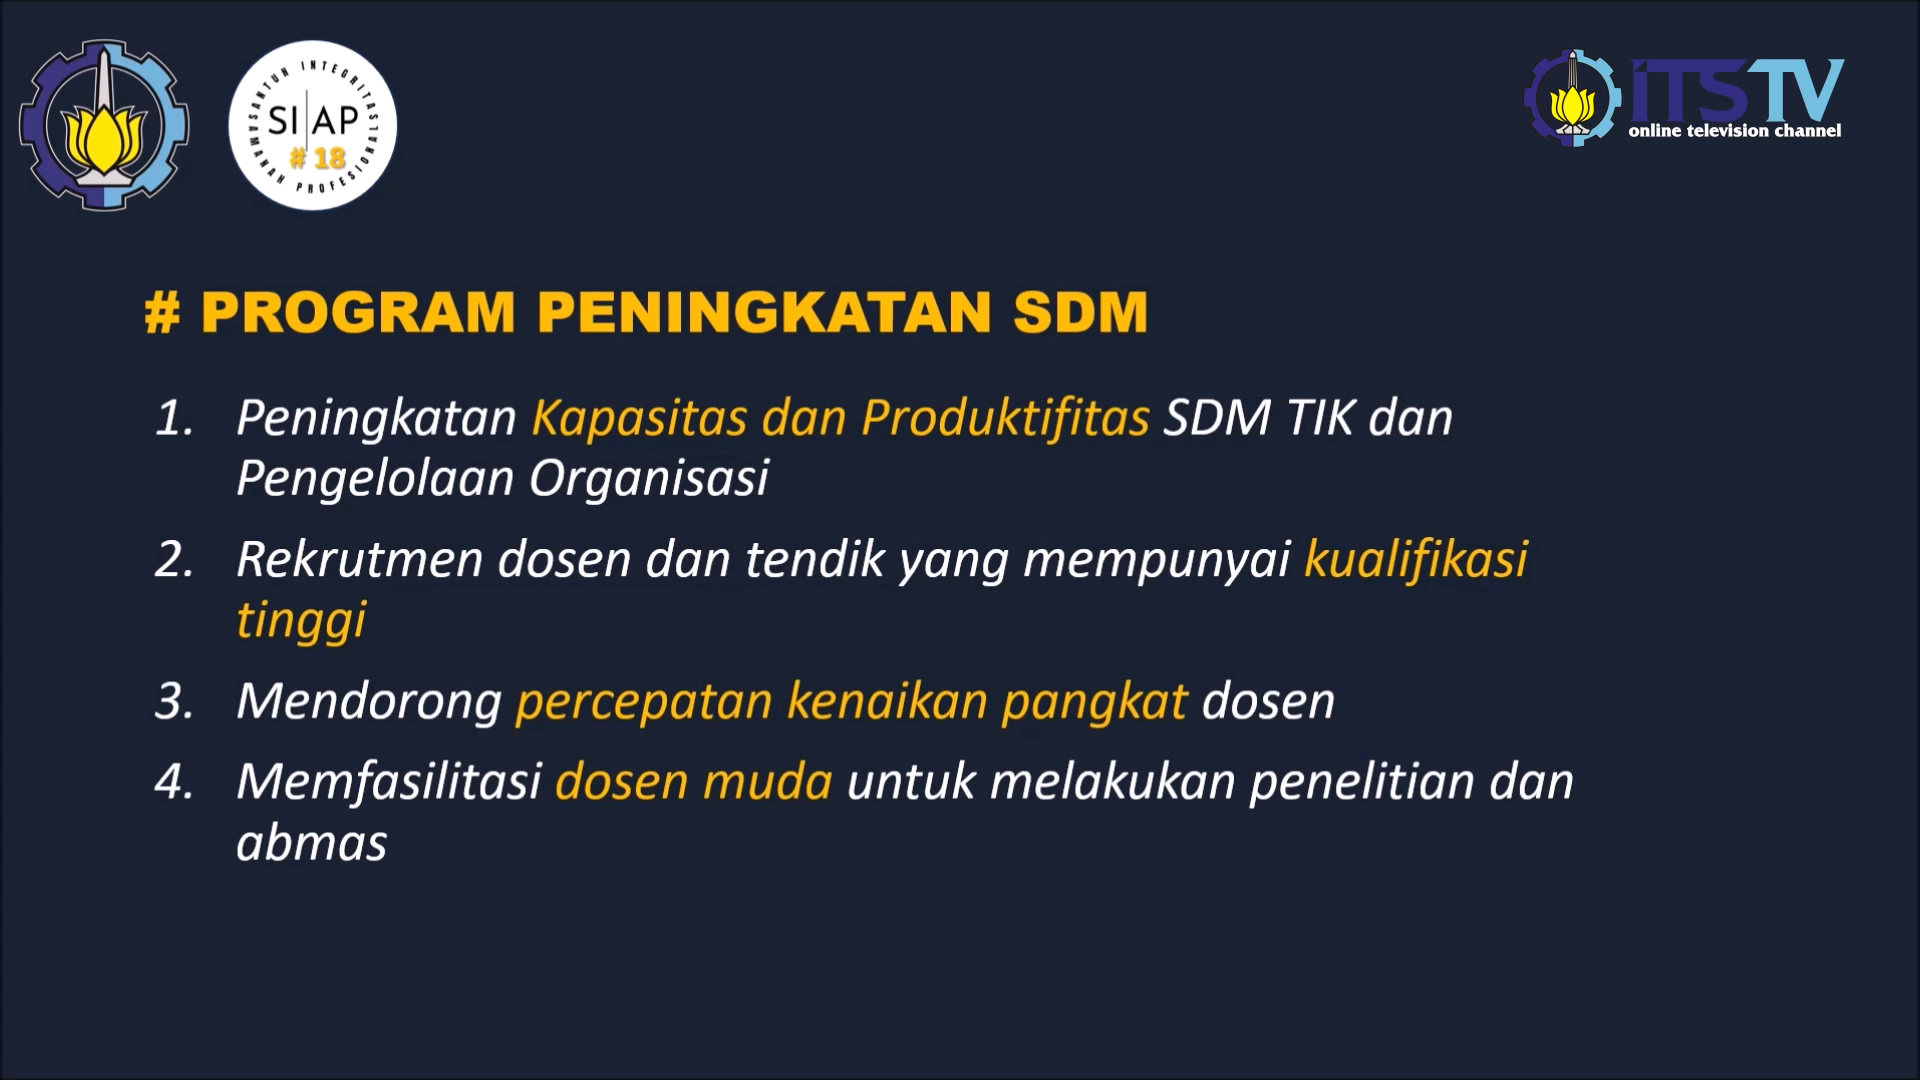 SANTUN INTEGRITAS
SI AP
# 18
AMANAH PROFESIONAL
iTSTV
online television channel
# PROGRAM PENINGKATAN SDM
1. Peningkatan Kapasitas dan Produktifitas SDM TIK dan
Pengelolaan Organisasi
2. Rekrutmen dosen dan tendik yang mempunyai kualifikasi
tinggi
3. Mendorong percepatan kenaikan pangkat dosen
4. Memfasilitasi dosen muda untuk melakukan penelitian dan
abmas